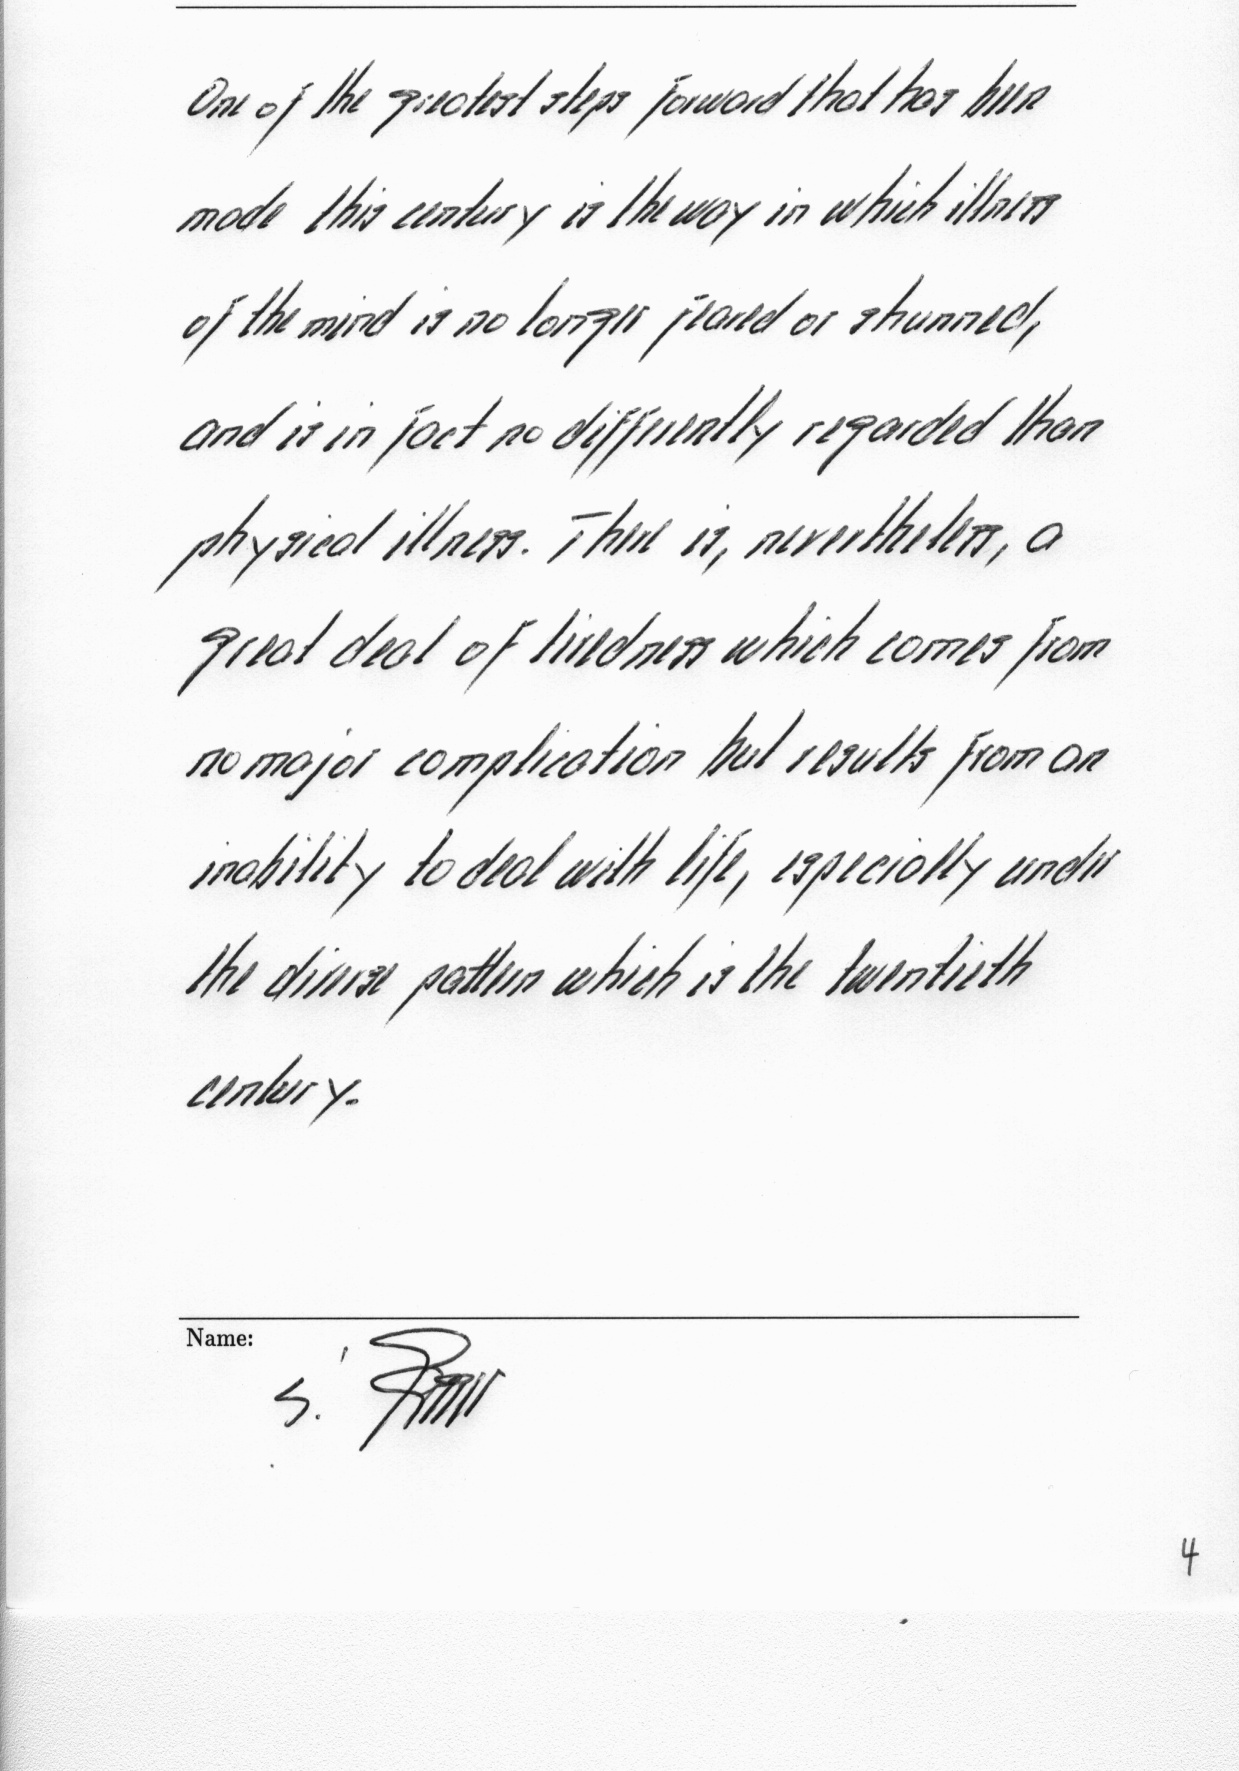 One of the greatest steps forward that has been
made this century is the way in which illness
of the mind is no longer feared or shunned,
and is in fact no differently regarded than
physical illness. There is, nevertheless, a
great deal of tiredness which comes from
no major complication but results from an
inability to deal with life, especially under
the diverse pattern which is the twentieth
century.
Name:
S.
4